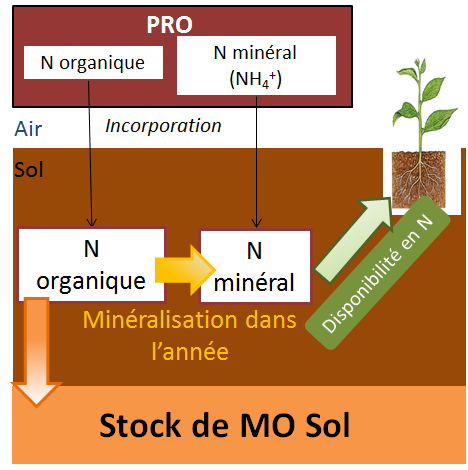 PRO
N organique
N minéral
(NH₄⁺)
Air
Incorporation
Sol
N
organique
N
minéral
Disponibilité en N
Minéralisation dans
l’année
Stock de MO Sol